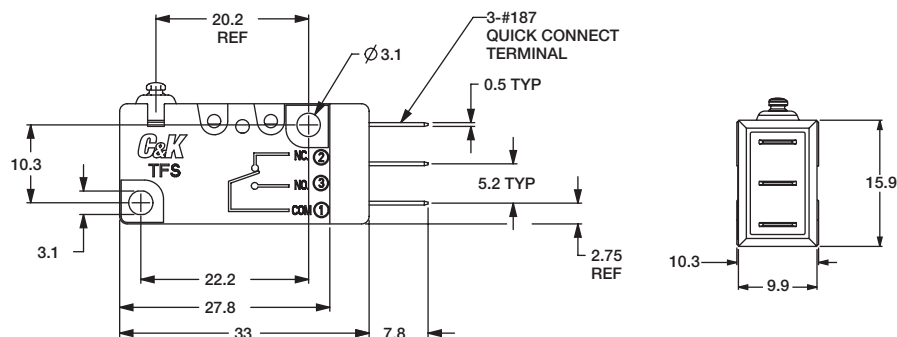 20.2
REF
3-#187
QUICK CONNECT
TERMINAL
Ø3.1
0.5 TYP
C&K
TFS
NC. 2
NO. 3
COM 1
10.3
3.1
5.2 TYP
2.75
REF
22.2
27.8
33
7.8
15.9
10.3
9.9